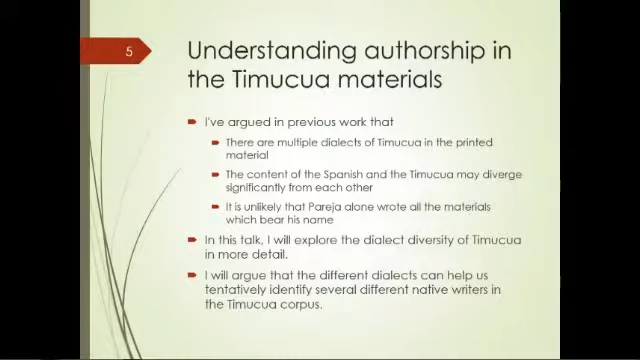 5
Understanding authorship in
the Timucua materials
I've argued in previous work that
There are multiple dialects of Timucua in the printed
material
The content of the Spanish and the Timucua may diverge
significantly from each other
It is unlikely that Pareja alone wrote all the materials
which bear his name
In this talk, I will explore the dialect diversity of Timucua
in more detail.
I will argue that the different dialects can help us
tentatively identify several different native writers in
the Timucua corpus.